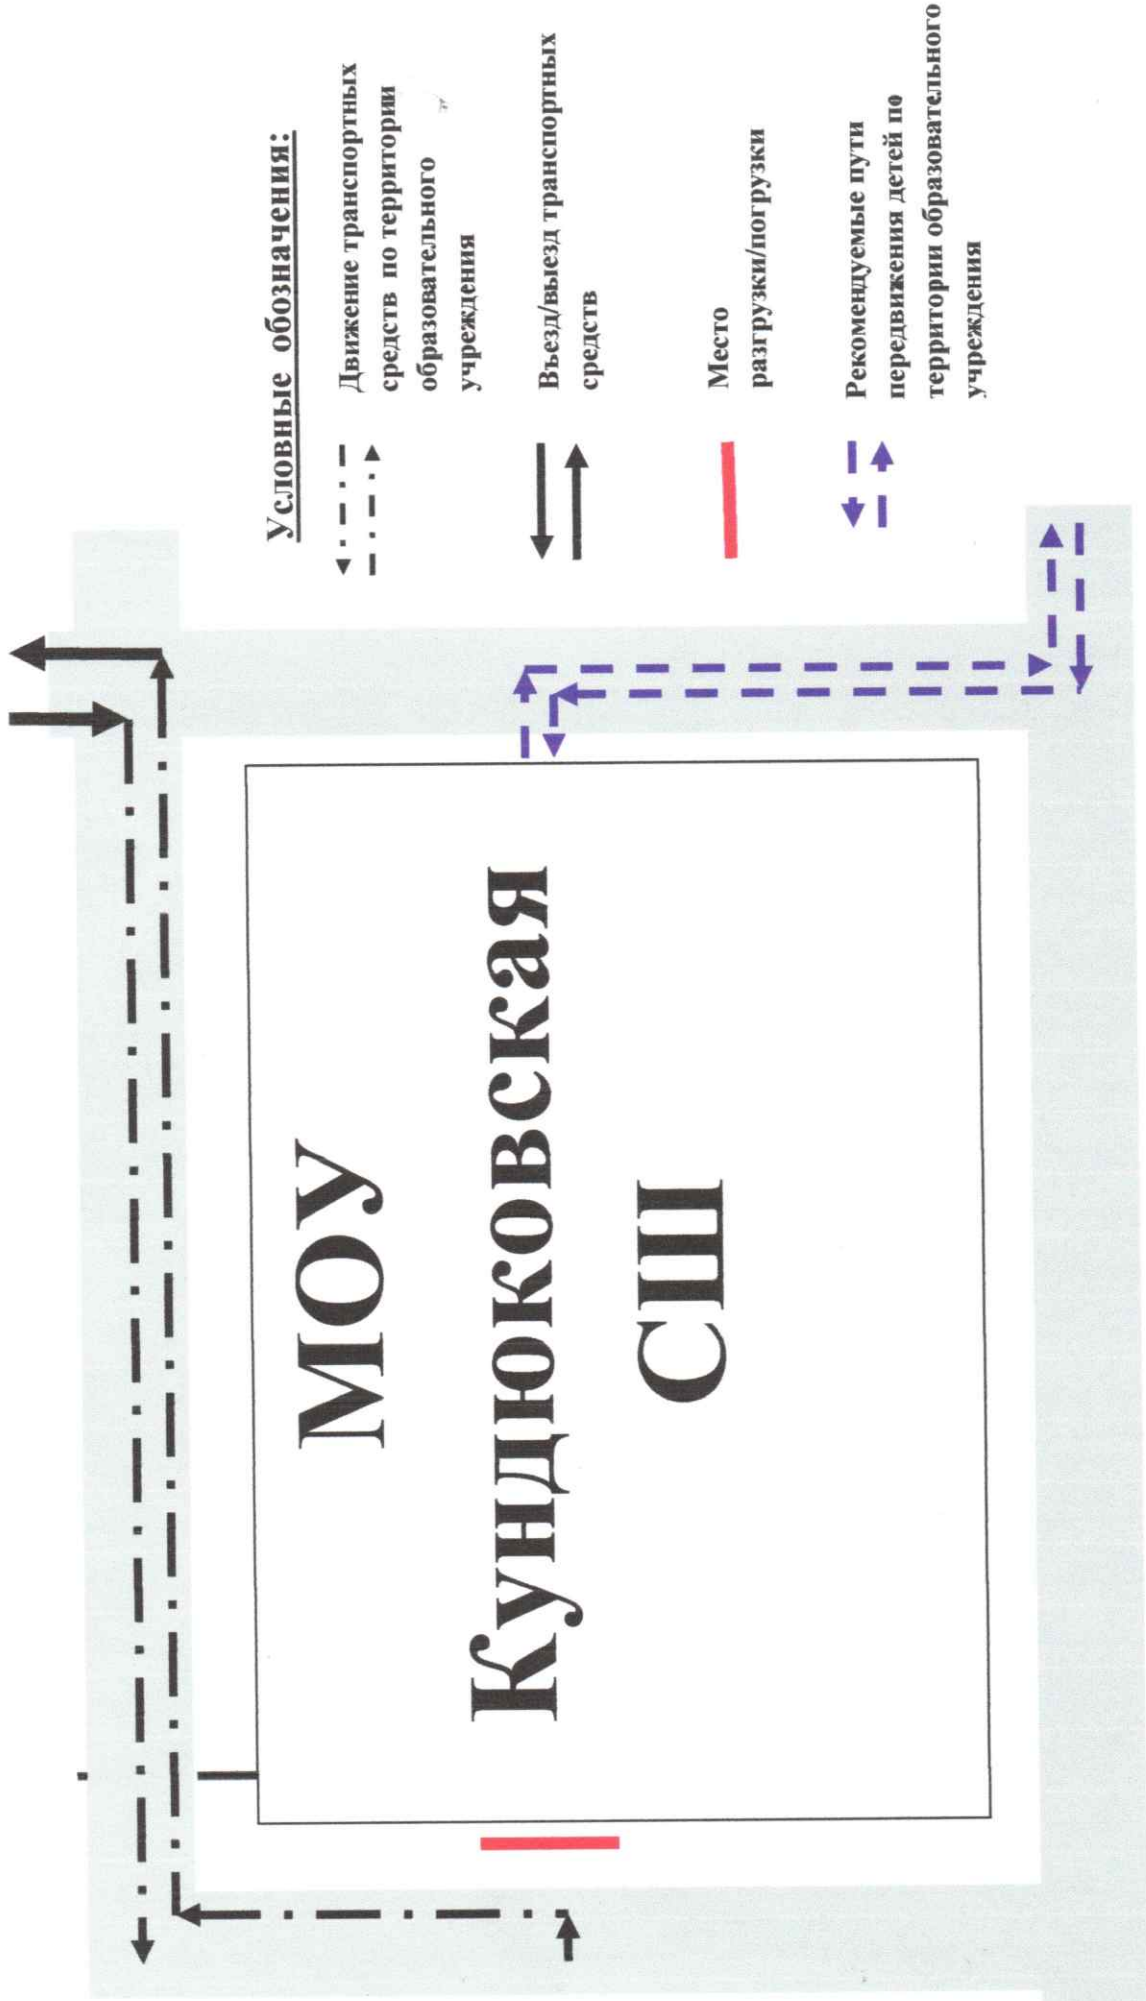 МОУ
Кундюковская
СШ
Условные обозначения:
Движение транспортных
средств по территории
образовательного
учреждения
Въезд/выезд транспортных
средств
Место
разгрузки/погрузки
Рекомендуемые пути
передвижения детей по
территории образовательного
учреждения